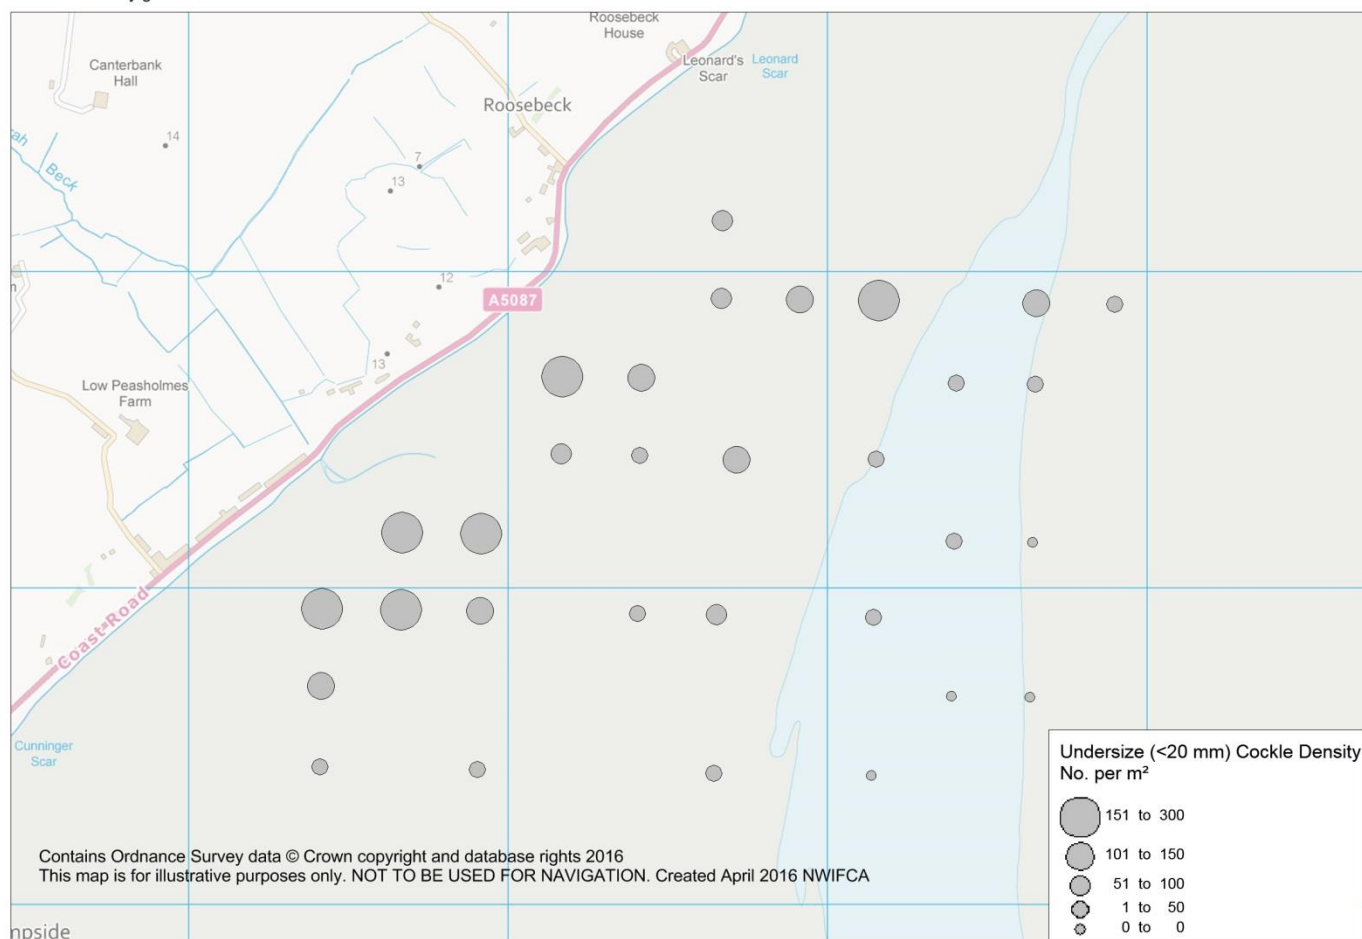 Roosebeck
House
Canterbank
Hall
Leonard's
Scar
Leonard
Scar
Roosebeck
14
7
Beck
13
12
A5087
13
Low Peasholmes
Farm
Coast Road
Cunninger
Scar
Undersize (<20 mm) Cockle Density
No. per m²
151 to 300
101 to 150
51 to 100
1 to 50
0 to 0
Contains Ordnance Survey data © Crown copyright and database rights 2016
This map is for illustrative purposes only. NOT TO BE USED FOR NAVIGATION. Created April 2016 NWIFCA